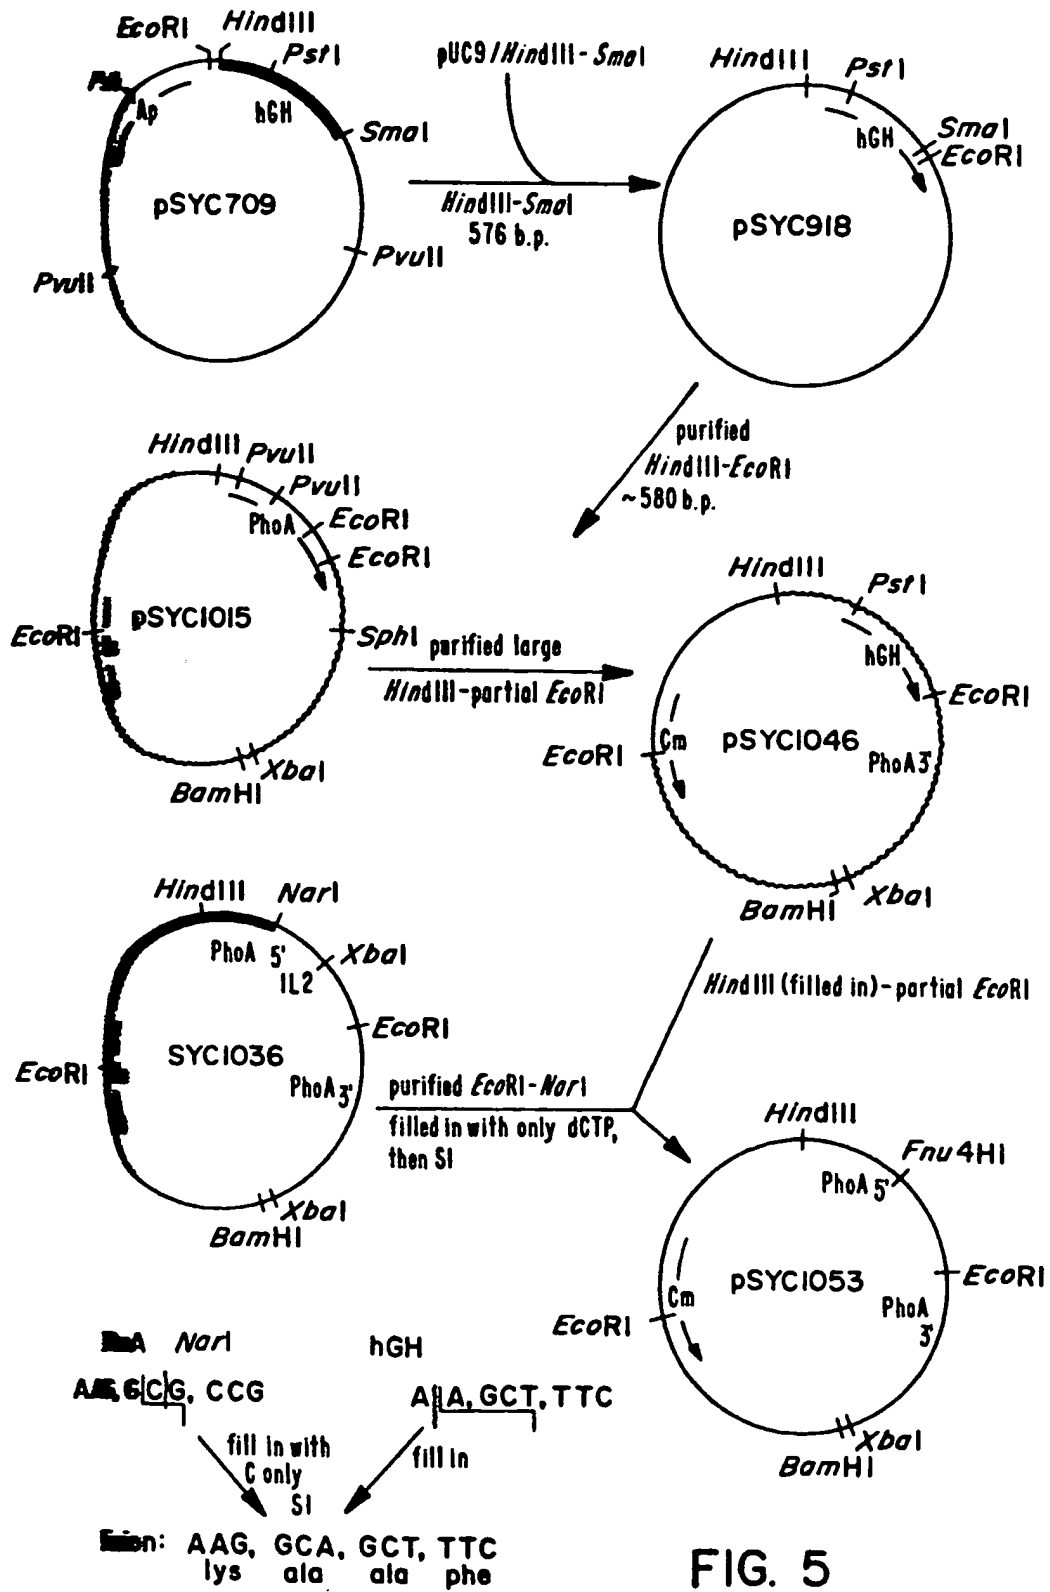 EcoRI
HindIII
PstI
Ap
hGH
SmaI
pSYC709
PvuII
PvuII
pUC9/HindIII-SmaI
HindIII-SmaI
576 b.p.
HindIII
PstI
hGH
SmaI
EcoRI
pSYC918
purified
HindIII-EcoRI
~580 b.p.
HindIII
PvuII
PvuII
PhoA
EcoRI
EcoRI
EcoRI
pSYC1015
SphI
XbaI
BamHI
purified large
HindIII-partial EcoRI
HindIII
PstI
hGH
EcoRI
Cm
pSYC1046
EcoRI
PhoA 3'
XbaI
BamHI
HindIII
NarI
PhoA 5'
IL2
XbaI
EcoRI
SYC1036
EcoRI
PhoA 3'
XbaI
BamHI
HindIII (filled in)-partial EcoRI
purified EcoRI-NarI
filled in with only dCTP,
then S1
HindIII
Fnu4HI
PhoA 5'
EcoRI
pSYC1053
Cm
EcoRI
PhoA
3'
XbaI
BamHI
NarI
hGH
CG, CCG
A A, GCT, TTC
fill in with
C only
S1
fill in
AAG, GCA, GCT, TTC
lys ala ala phe
FIG. 5